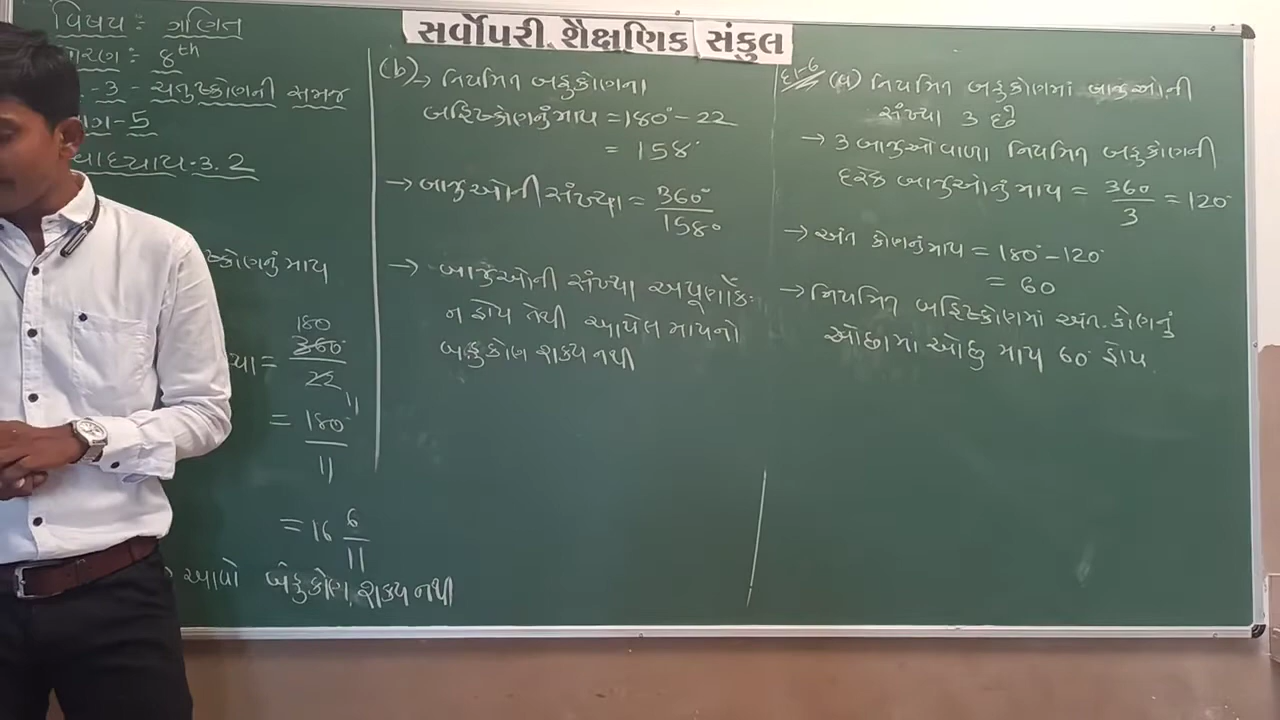 સર્વોપરી શૈક્ષણિક સંકુલ
વિષય : ગણિત
8th
3 - ચતુષ્કોણની સમજ
5
3.2
માપ
180
360°
22
11
= 180°
11
= 16 6
11
આવો બહુકોણ શક્ય નથી
(b) → નિયમિત બહુકોણના
બહિષ્કોણનું માપ = 180° - 22
= 158°
→ બાજુઓની સંખ્યા = 360°
158°
→ બાજુઓની સંખ્યા અપૂર્ણાંક
ન હોય તેથી આપેલ માપનો
બહુકોણ શક્ય નથી
દા-6 (a) નિયમિત બહુકોણમાં બાજુઓની
સંખ્યા 3 છે
→ 3 બાજુઓવાળા નિયમિત બહુકોણની
દરેક બાજુઓનું માપ = 360 = 120°
3
→ અંત કોણનું માપ = 180° - 120°
= 60
→ નિયમિત બહિષ્કોણમાં અંત-કોણનું
ઓછામા ઓછુ માપ 60° હોય.